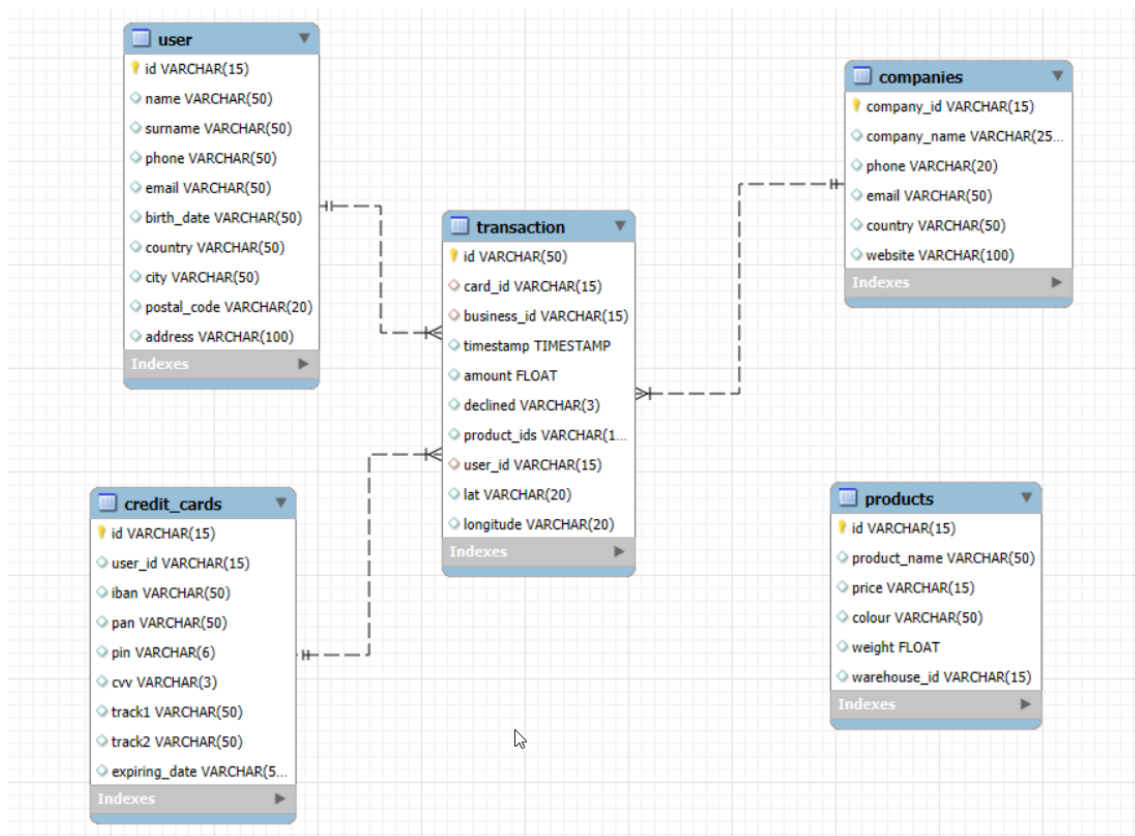 user
id VARCHAR(15)
name VARCHAR(50)
surname VARCHAR(50)
phone VARCHAR(50)
email VARCHAR(50)
birth_date VARCHAR(50)
country VARCHAR(50)
city VARCHAR(50)
postal_code VARCHAR(20)
address VARCHAR(100)
Indexes
companies
company_id VARCHAR(15)
company_name VARCHAR(25...
phone VARCHAR(20)
email VARCHAR(50)
country VARCHAR(50)
website VARCHAR(100)
Indexes
transaction
id VARCHAR(50)
card_id VARCHAR(15)
business_id VARCHAR(15)
timestamp TIMESTAMP
amount FLOAT
declined VARCHAR(3)
product_ids VARCHAR(1...
user_id VARCHAR(15)
lat VARCHAR(20)
longitude VARCHAR(20)
Indexes
credit_cards
id VARCHAR(15)
user_id VARCHAR(15)
iban VARCHAR(50)
pan VARCHAR(50)
pin VARCHAR(6)
cvv VARCHAR(3)
track1 VARCHAR(50)
track2 VARCHAR(50)
expiring_date VARCHAR(5...
Indexes
products
id VARCHAR(15)
product_name VARCHAR(50)
price VARCHAR(15)
colour VARCHAR(50)
weight FLOAT
warehouse_id VARCHAR(15)
Indexes